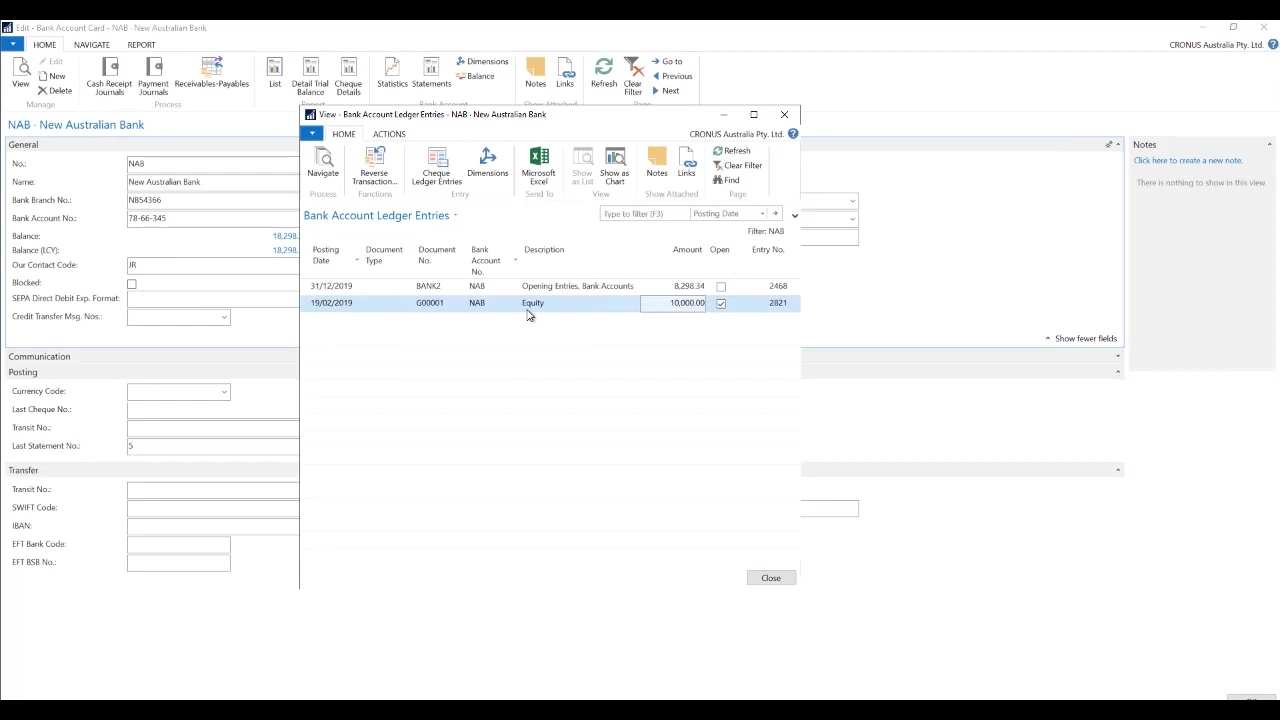 Edit - Bank Account Card - NAB · New Australian Bank
HOME NAVIGATE REPORT
CRONUS Australia Pty. Ltd.
View
Edit
New
Delete
Manage
Cash Receipt Journals
Payment Journals
Receivables-Payables
Process
List
Detail Trial Balance
Cheque Details
Report
Statistics
Statements
Dimensions
Balance
Bank Account
Notes
Links
Show Attached
Refresh
Clear Filter
Go to
Previous
Next
Page
NAB · New Australian Bank
General
No.: NAB
Name: New Australian Bank
Bank Branch No.: NB54366
Bank Account No.: 78-66-345
Balance: 18,298.
Balance (LCY): 18,298.
Our Contact Code: JR
Blocked:
SEPA Direct Debit Exp. Format:
Credit Transfer Msg. Nos.:
Show fewer fields
Communication
Posting
Currency Code:
Last Cheque No.:
Transit No.:
Last Statement No.: 5
Transfer
Transit No.:
SWIFT Code:
IBAN:
EFT Bank Code:
EFT BSB No.:
Notes
Click here to create a new note.
There is nothing to show in this view.
View - Bank Account Ledger Entries - NAB · New Australian Bank
HOME ACTIONS
CRONUS Australia Pty. Ltd.
Navigate
Process
Reverse Transaction...
Functions
Cheque Ledger Entries
Dimensions
Entry
Microsoft Excel
Send To
Show as List
Show as Chart
View
Notes
Links
Show Attached
Refresh
Clear Filter
Find
Page
Bank Account Ledger Entries
Type to filter (F3) Posting Date
Filter: NAB
Posting Date Document Type Document No. Bank Account No. Description Amount Open Entry No.
31/12/2019 BANK2 NAB Opening Entries, Bank Accounts 8,298.34 2468
19/02/2019 G00001 NAB Equity 10,000.00 2821
Close